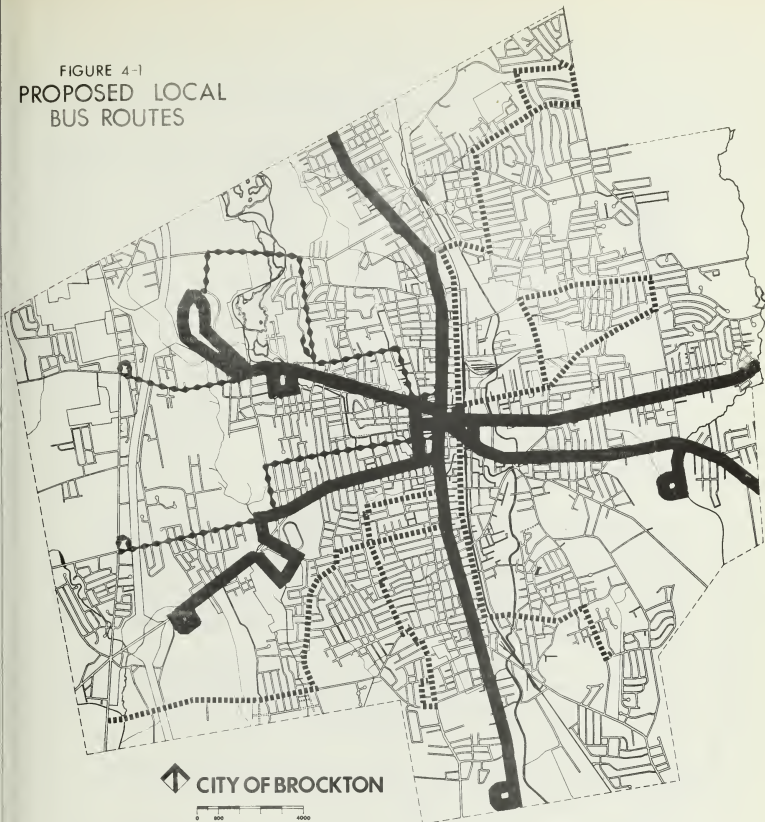 FIGURE 4-1
PROPOSED LOCAL
BUS ROUTES
CITY OF BROCKTON
0 800 4000